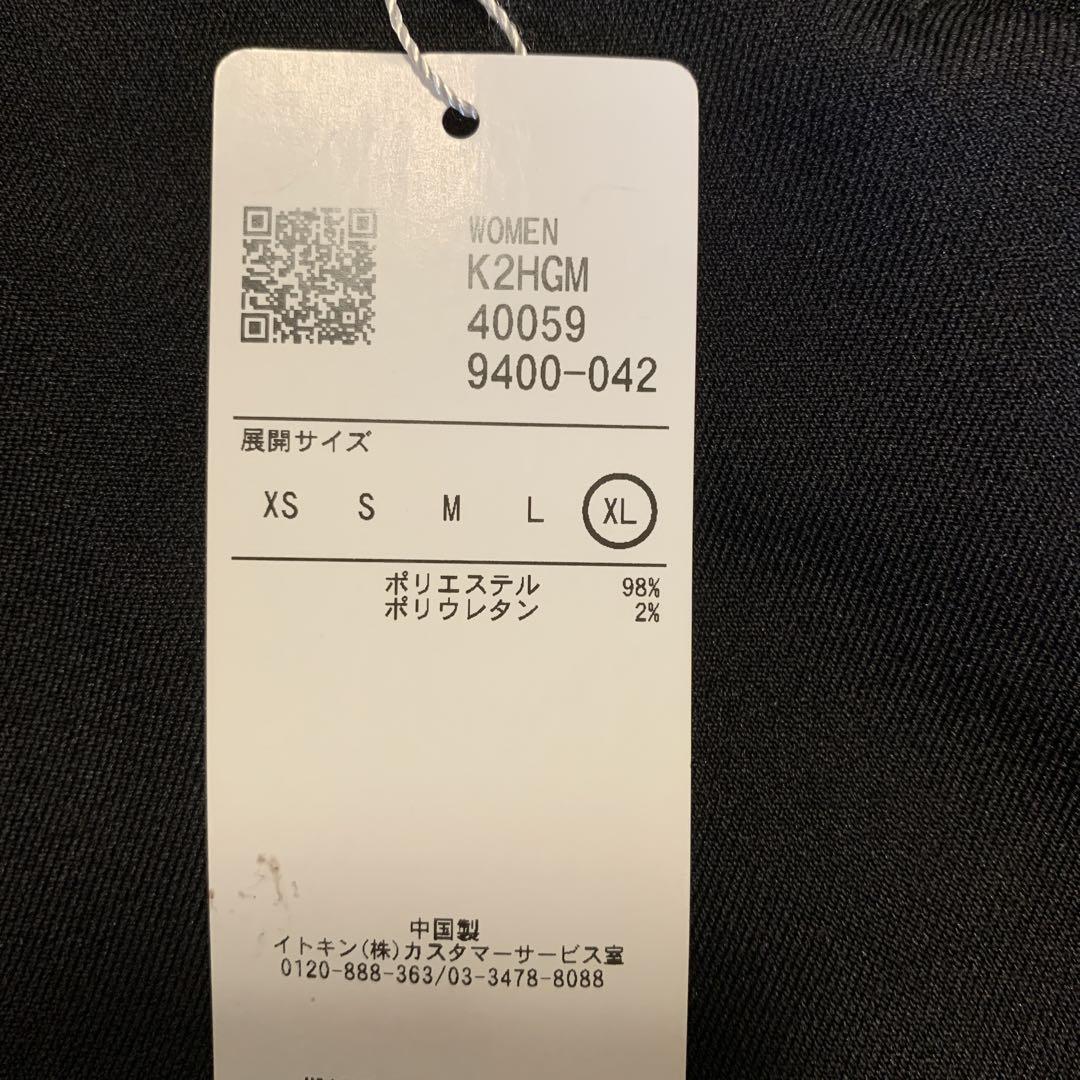 WOMEN
K2HGM
40059
9400-042
展開サイズ
XS S M L XL
ポリエステル 98%
ポリウレタン 2%
中国製
イトキン(株)カスタマーサービス室
0120-888-363/03-3478-8088